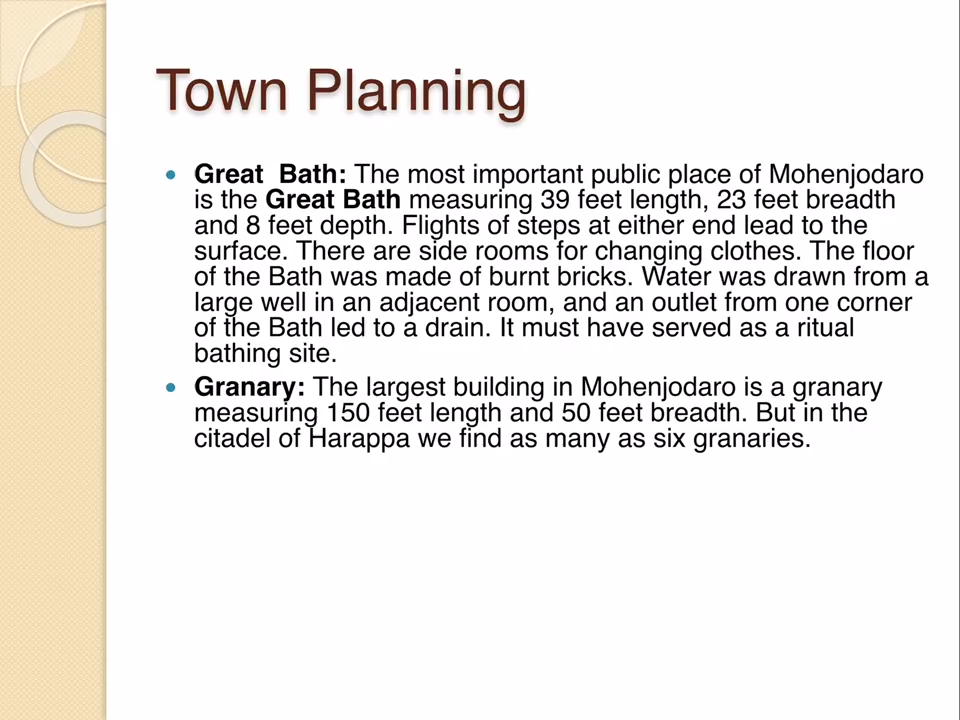 Town Planning
Great Bath: The most important public place of Mohenjodaro
is the Great Bath measuring 39 feet length, 23 feet breadth
and 8 feet depth. Flights of steps at either end lead to the
surface. There are side rooms for changing clothes. The floor
of the Bath was made of burnt bricks. Water was drawn from a
large well in an adjacent room, and an outlet from one corner
of the Bath led to a drain. It must have served as a ritual
bathing site.
Granary: The largest building in Mohenjodaro is a granary
measuring 150 feet length and 50 feet breadth. But in the
citadel of Harappa we find as many as six granaries.